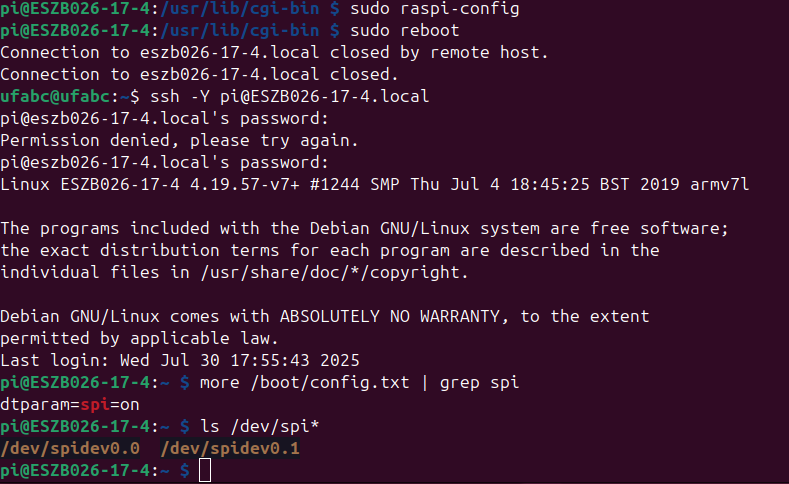 pi@ESZB026-17-4:/usr/lib/cgi-bin $ sudo raspi-config
pi@ESZB026-17-4:/usr/lib/cgi-bin $ sudo reboot
Connection to eszb026-17-4.local closed by remote host.
Connection to eszb026-17-4.local closed.
ufabc@ufabc:~$ ssh -Y pi@ESZB026-17-4.local
pi@eszb026-17-4.local's password:
Permission denied, please try again.
pi@eszb026-17-4.local's password:
Linux ESZB026-17-4 4.19.57-v7+ #1244 SMP Thu Jul 4 18:45:25 BST 2019 armv7l

The programs included with the Debian GNU/Linux system are free software;
the exact distribution terms for each program are described in the
individual files in /usr/share/doc/*/copyright.

Debian GNU/Linux comes with ABSOLUTELY NO WARRANTY, to the extent
permitted by applicable law.
Last login: Wed Jul 30 17:55:43 2025
pi@ESZB026-17-4:~ $ more /boot/config.txt | grep spi
dtparam=spi=on
pi@ESZB026-17-4:~ $ ls /dev/spi*
/dev/spidev0.0  /dev/spidev0.1
pi@ESZB026-17-4:~ $